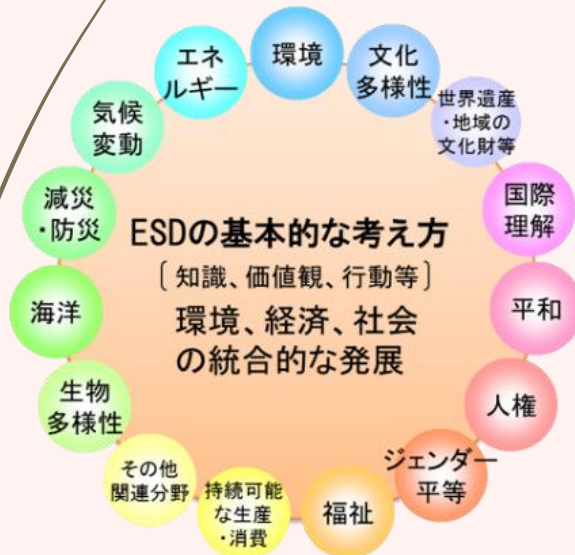 環境
文化
多様性
世界遺産
・地域の
文化財等
国際
理解
平和
人権
ジェンダー
平等
福祉
持続可能
な生産
・消費
その他
関連分野
生物
多様性
海洋
減災
・防災
気候
変動
エネ
ルギー
ESDの基本的な考え方
[ 知識、価値観、行動等 ]
環境、経済、社会
の統合的な発展